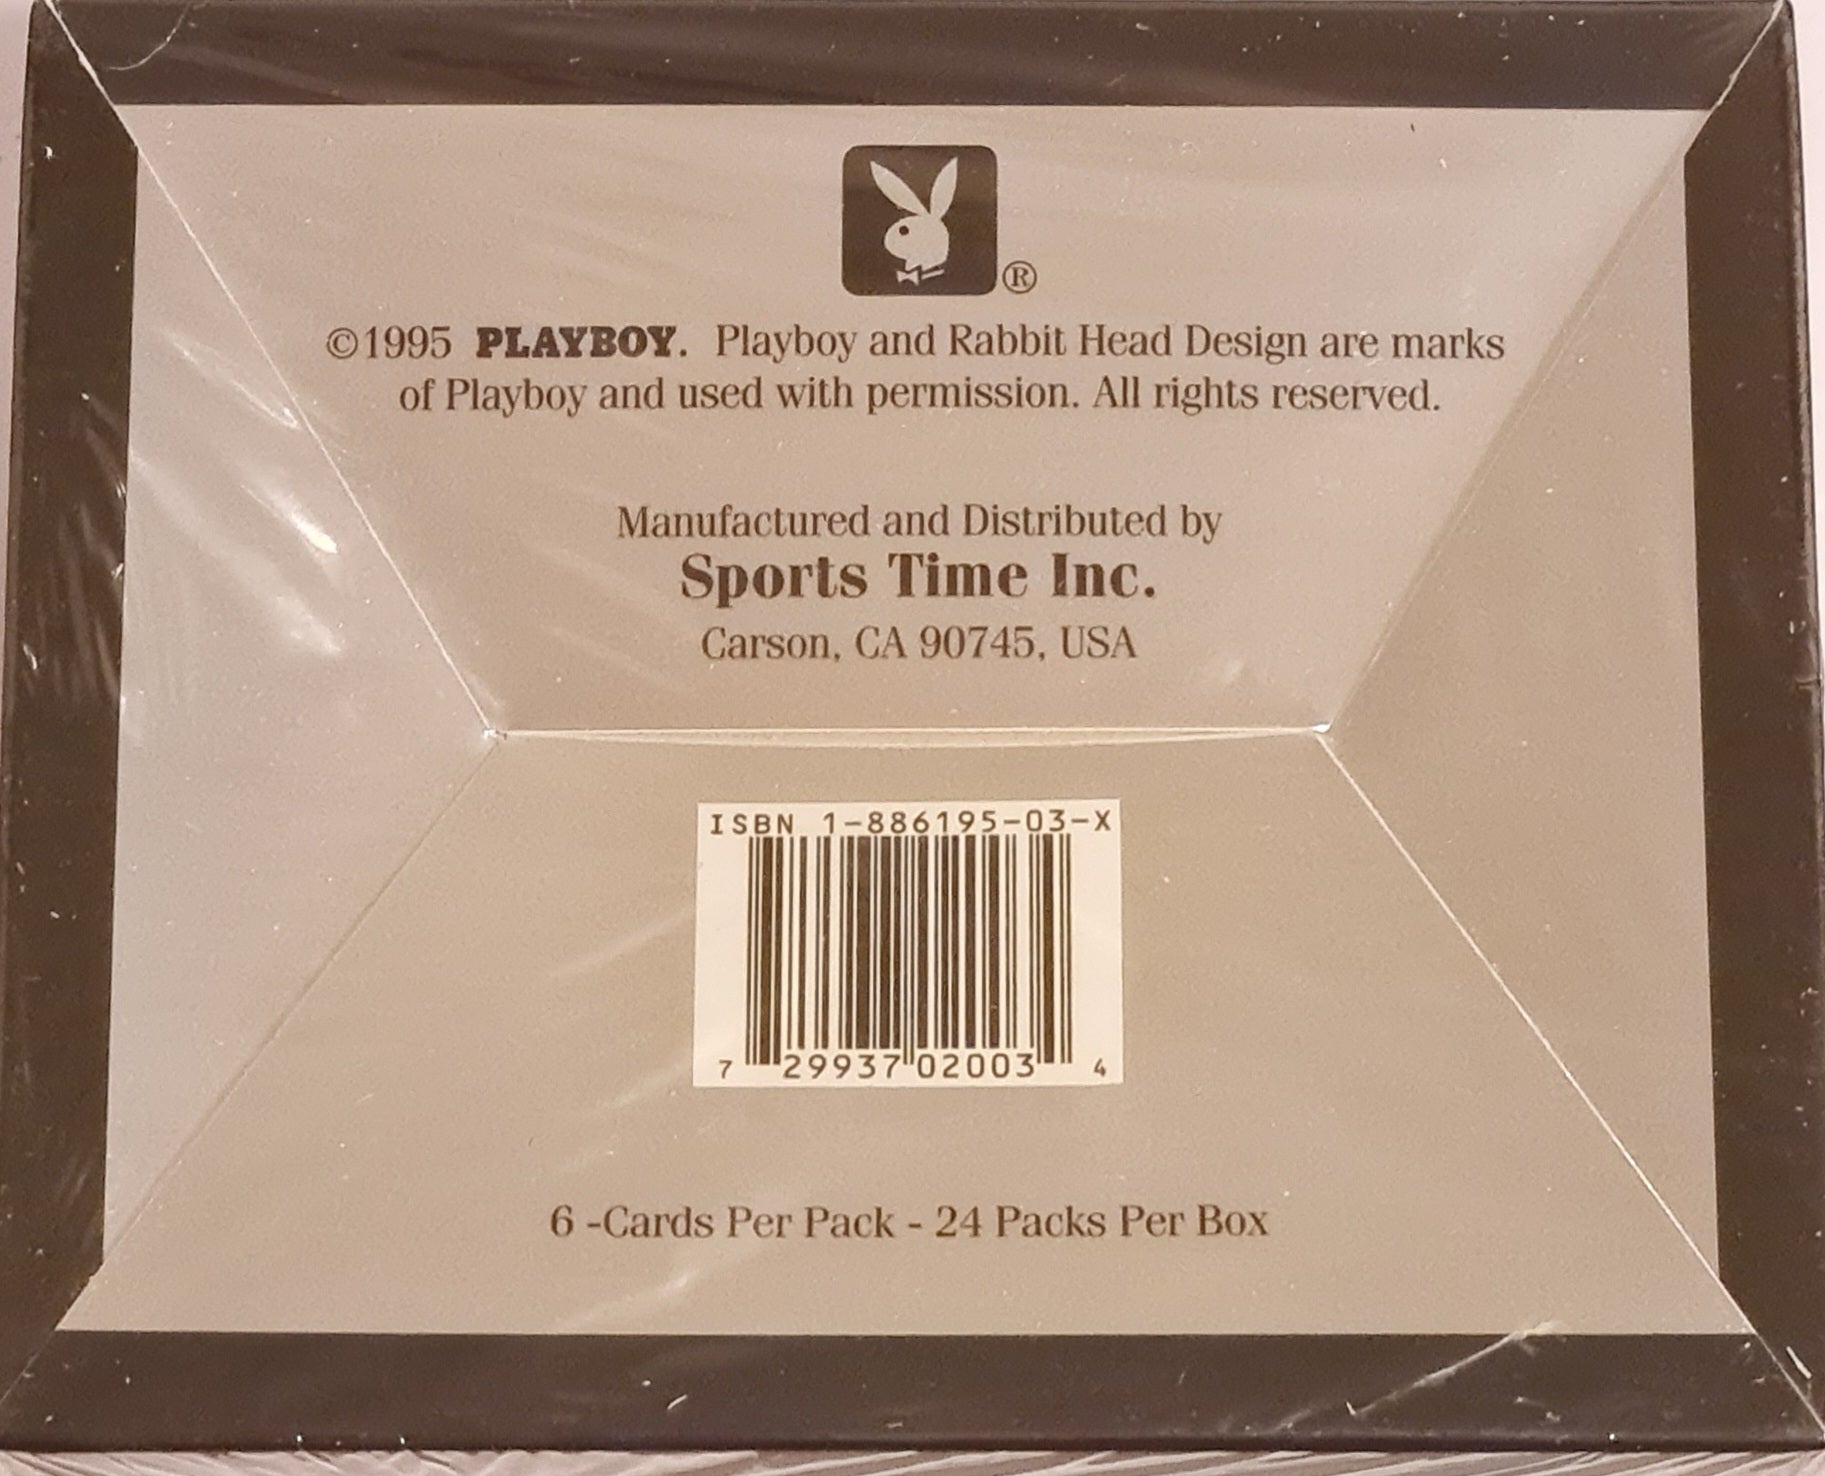 ®
©1995 PLAYBOY. Playboy and Rabbit Head Design are marks
of Playboy and used with permission. All rights reserved.
Manufactured and Distributed by
Sports Time Inc.
Carson, CA 90745, USA
ISBN 1-886195-03-X
7 29937 02003 4
6 -Cards Per Pack - 24 Packs Per Box